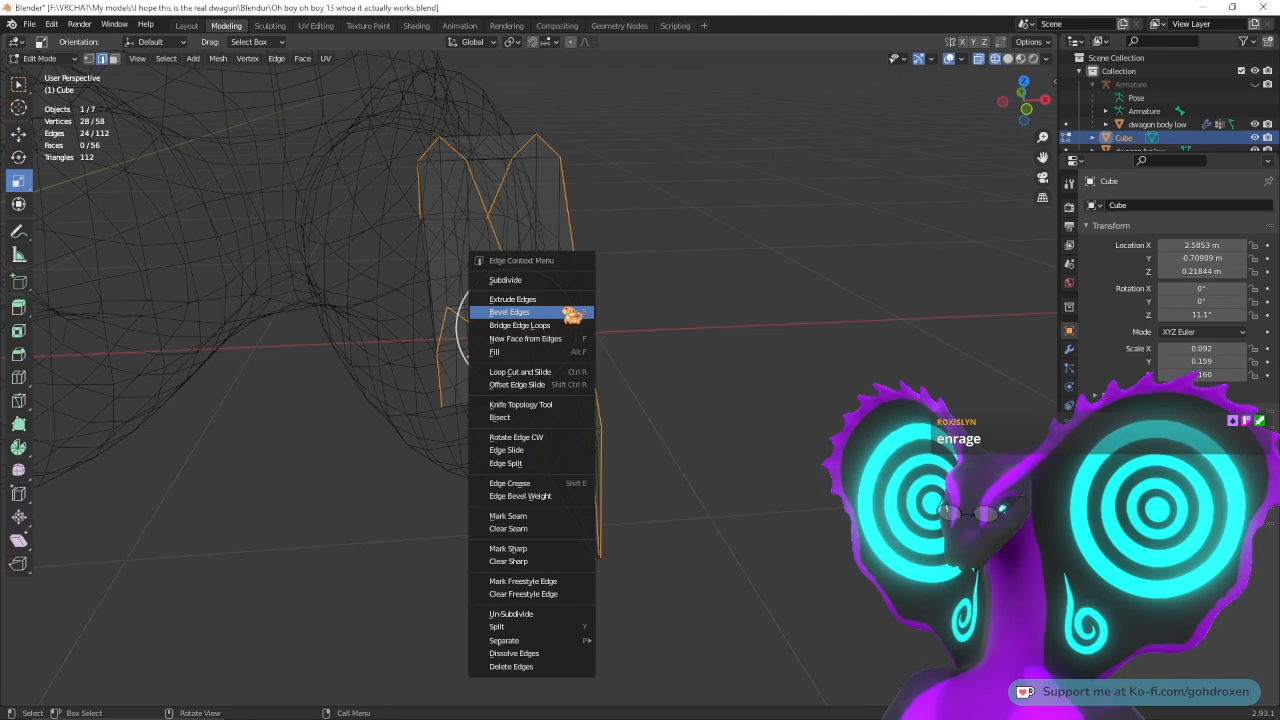 Blender* [F:\VRCHAT\My models\I hope this is the real dwagon\Blendur\Oh boy oh boy 13 whoa it actually works.blend]
File Edit Render Window Help Layout Modeling Sculpting UV Editing Texture Paint Shading Animation Rendering Compositing Geometry Nodes Scripting + Scene View Layer
Orientation: Default Drag: Select Box Global X Y Z Options
Edit Mode View Select Add Mesh Vertex Edge Face UV
User Perspective
(1) Cube
Objects 1/7
Vertices 28/58
Edges 24/112
Faces 0/56
Triangles 112
Z
Y
X
Edge Context Menu
Subdivide
Extrude Edges
Bevel Edges
Bridge Edge Loops
New Face from Edges F
Fill Alt F
Loop Cut and Slide Ctrl R
Offset Edge Slide Shift Ctrl R
Knife Topology Tool
Bisect
Rotate Edge CW
Edge Slide
Edge Split
Edge Crease Shift E
Edge Bevel Weight
Mark Seam
Clear Seam
Mark Sharp
Clear Sharp
Mark Freestyle Edge
Clear Freestyle Edge
Un-Subdivide
Split Y
Separate P
Dissolve Edges
Delete Edges
Scene Collection
Collection
Armature
Pose
Armature
dwagon body low
Cube
Cube
Cube
Transform
Location X 2.5853 m
Y -0.70909 m
Z 0.21844 m
Rotation X 0°
Y 0°
Z 11.1°
Mode XYZ Euler
Scale X 0.092
Y 0.159
ROXISLYN
enrage
Support me at Ko-fi.com/gohdroxen
Select Box Select Rotate View Call Menu 2.93.1